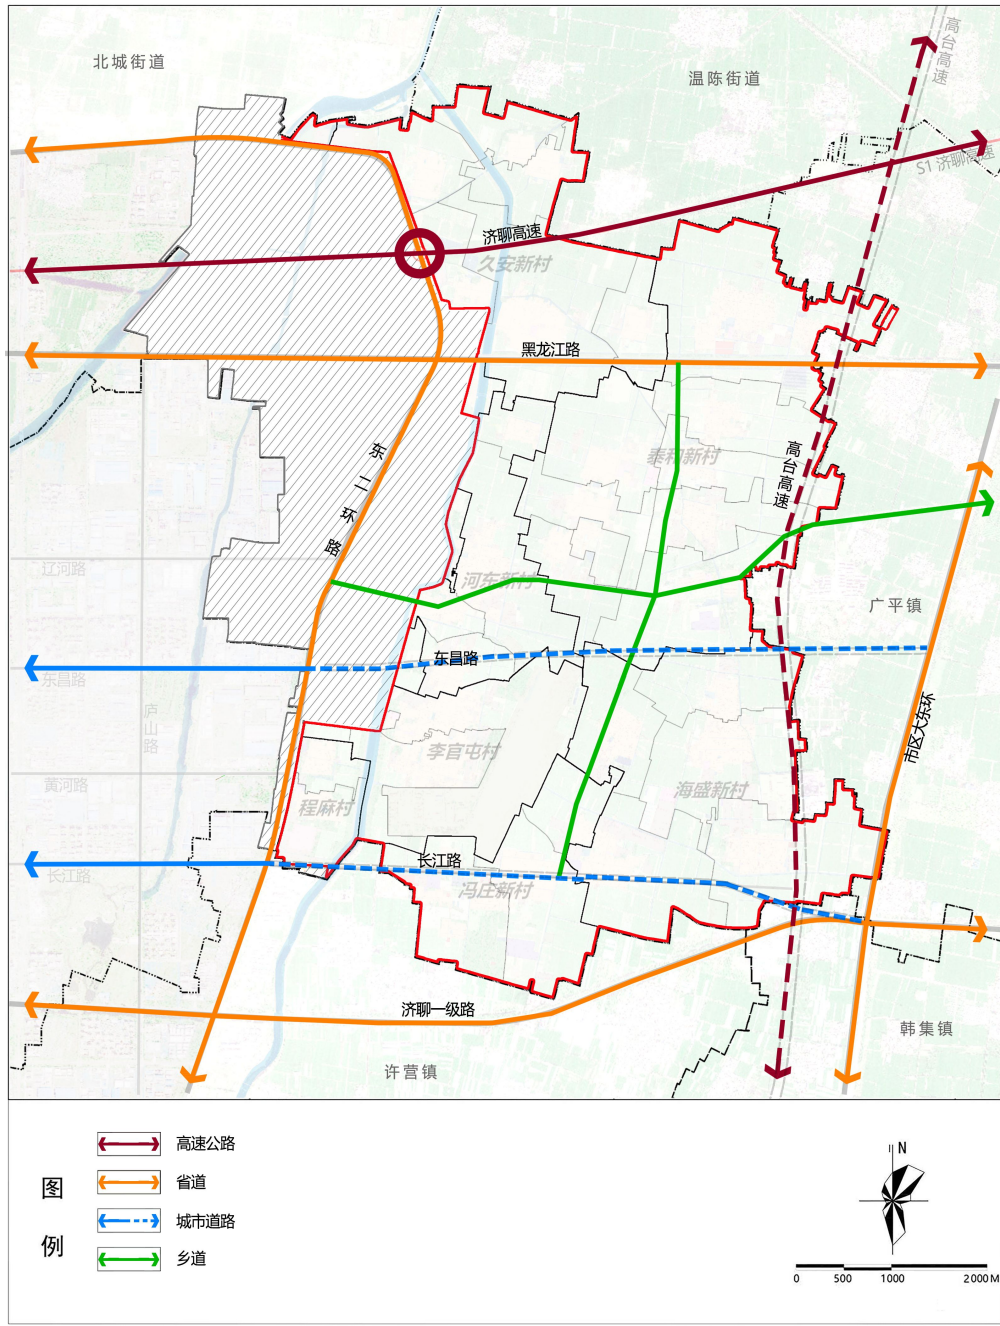 北城街道
温陈街道
高台高速
S1 济聊高速
济聊高速
久安新村
黑龙江路
东二环路
泰和新村
高台高速
辽河路
河东新村
广平镇
东昌路
东昌路
庐山路
李官屯村
市区大东环
黄河路
程麻村
海盛新村
长江路
长江路
冯庄新村
济聊一级路
韩集镇
许营镇
图例
高速公路
省道
城市道路
乡道
N
0 500 1000 2000M